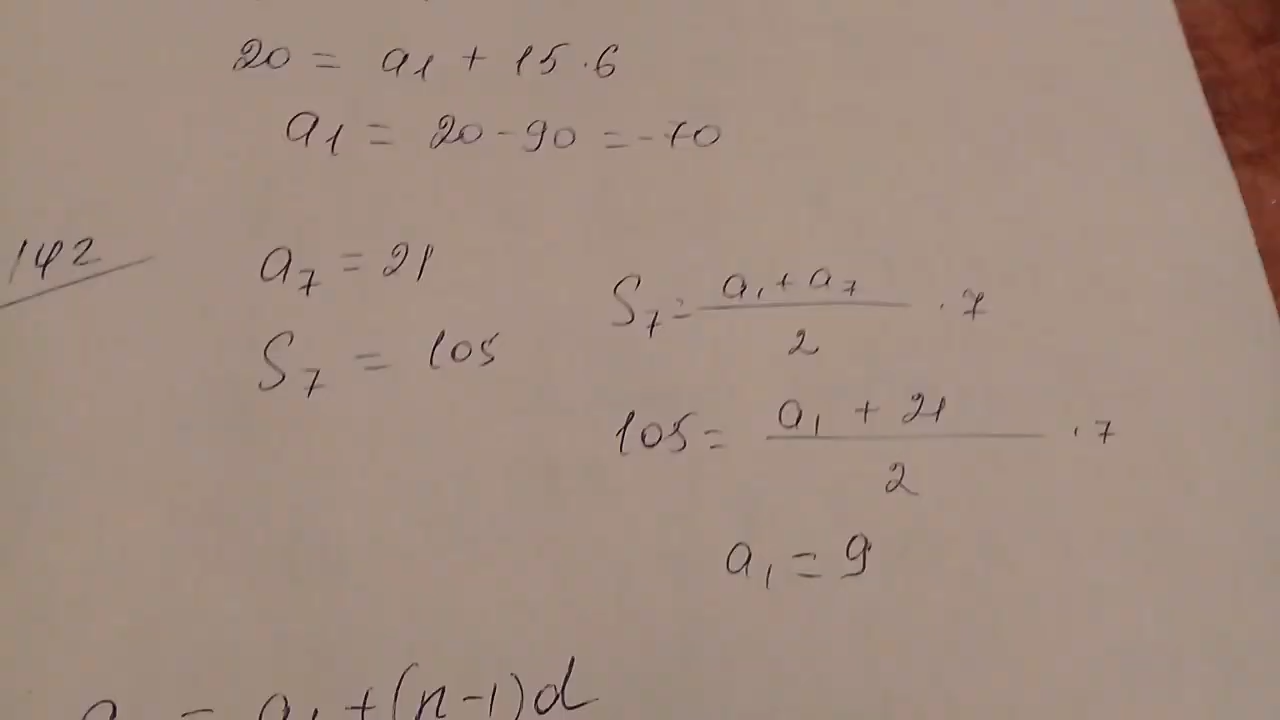 20 = a1 + 15 · 6
a1 = 20 - 90 = -70
142
a₇ = 21
S₇ = 105
S₇ = (a₁ + a₇)/2 · 7
105 = (a₁ + 21)/2 · 7
a₁ = 9
= a₁ + (n-1)d